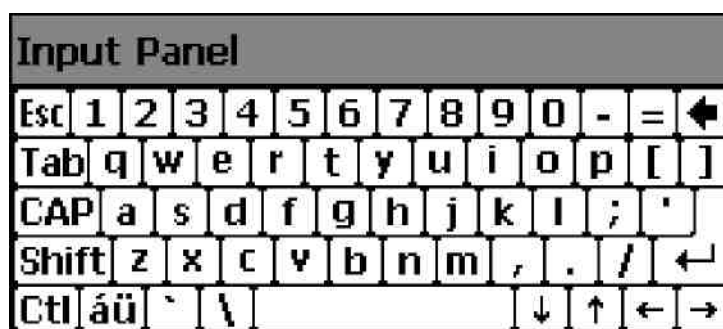 Input Panel
Esc 1 2 3 4 5 6 7 8 9 0 - = 🡄
Tab q w e r t y u i o p [ ]
CAP a s d f g h j k l ; '
Shift z x c v b n m , . / ↵
Ctl áü ` \ ↓ ↑ ← →